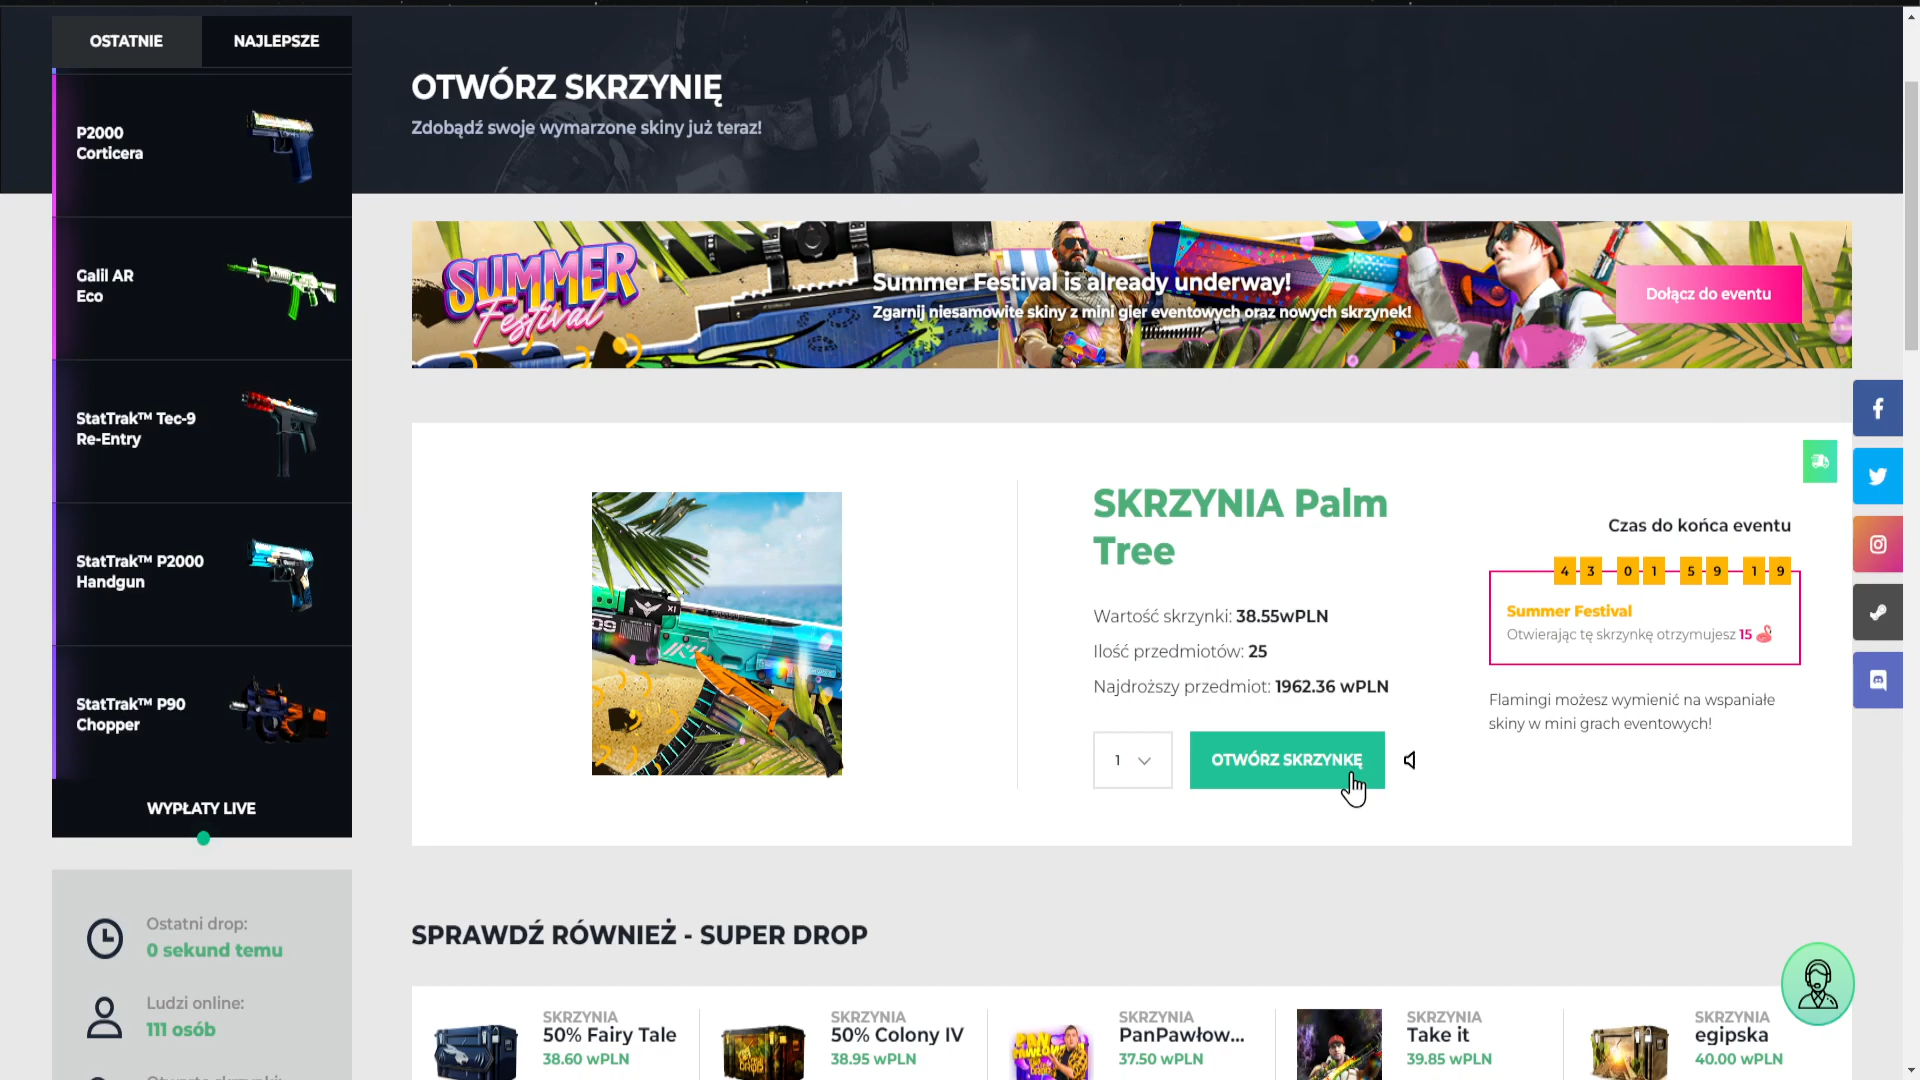 OSTATNIE
NAJLEPSZE
P2000
Corticera
Galil AR
Eco
StatTrak™ Tec-9
Re-Entry
StatTrak™ P2000
Handgun
StatTrak™ P90
Chopper
WYPŁATY LIVE
Ostatni drop:
0 sekund temu
Ludzi online:
111 osób
OTWÓRZ SKRZYNIĘ
Zdobądź swoje wymarzone skiny już teraz!
SUMMER
Festival
Summer Festival is already underway!
Zgarnij niesamowite skiny z mini gier eventowych oraz nowych skrzynek!
Dołącz do eventu
SKRZYNIA Palm
Tree
Wartość skrzynki: 38.55wPLN
Ilość przedmiotów: 25
Najdroższy przedmiot: 1962.36 wPLN
1
OTWÓRZ SKRZYNKĘ
Czas do końca eventu
4 3 0 1 5 9 1 9
Summer Festival
Otwierając tę skrzynkę otrzymujesz 15
Flamingi możesz wymienić na wspaniałe
skiny w mini grach eventowych!
SPRAWDŹ RÓWNIEŻ - SUPER DROP
SKRZYNIA
50% Fairy Tale
38.60 wPLN
SKRZYNIA
50% Colony IV
38.95 wPLN
SKRZYNIA
PanPawłow...
37.50 wPLN
SKRZYNIA
Take it
39.85 wPLN
SKRZYNIA
egipska
40.00 wPLN